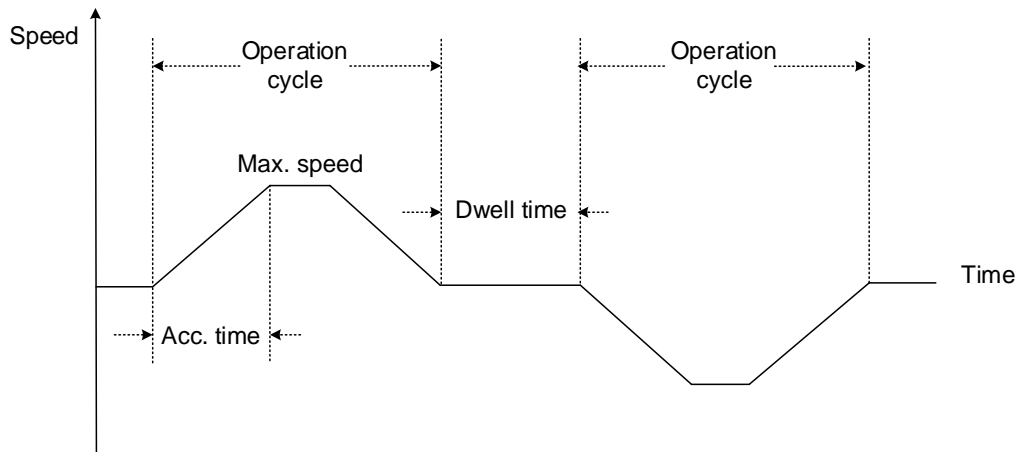 Speed
Operation
cycle
Operation
cycle
Max. speed
Dwell time
Time
Acc. time